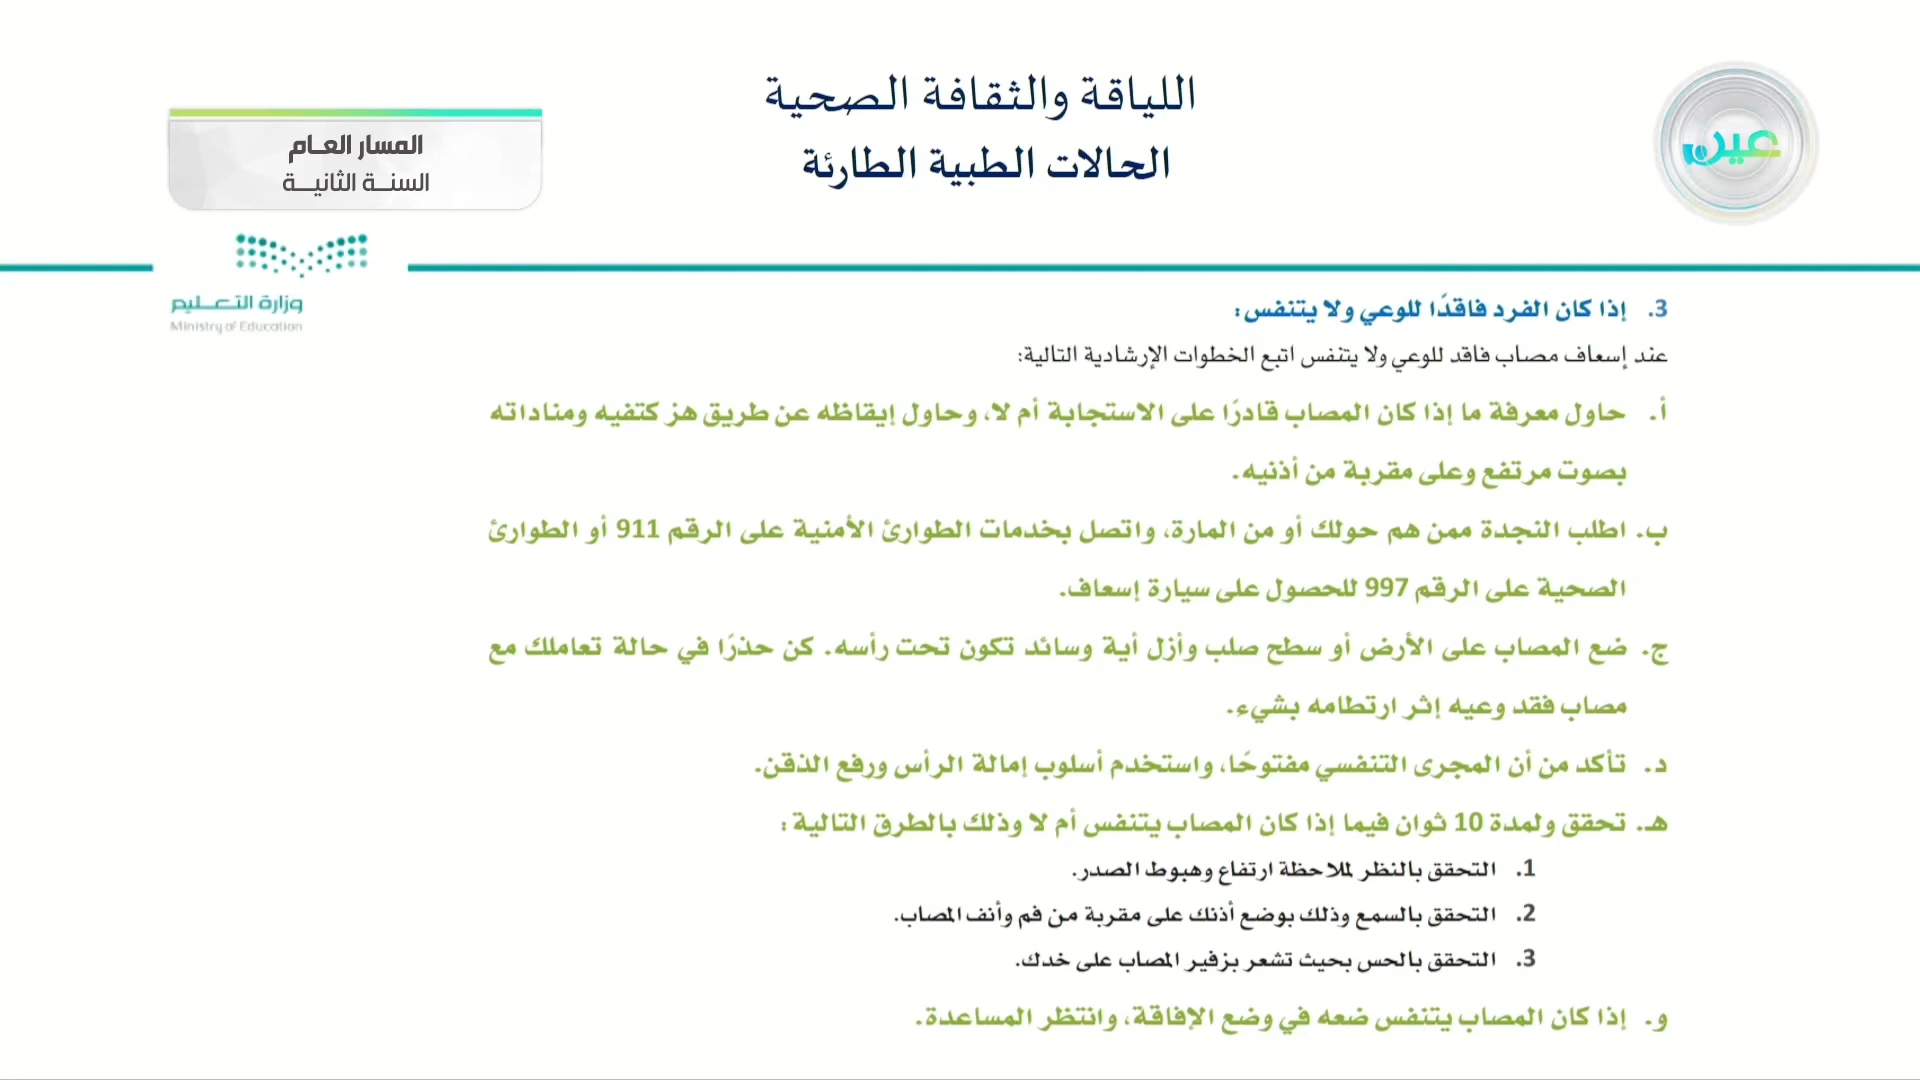 اللياقة والثقافة الصحية
الحالات الطبية الطارئة
المسار العـام
السنـة الثانيـة
عين
وزارة التعـليم
Ministry of Education
3. إذا كان الفرد فاقدًا للوعي ولا يتنفس:
عند إسعاف مصاب فاقد للوعي ولا يتنفس اتبع الخطوات الإرشادية التالية:
أ. حاول معرفة ما إذا كان المصاب قادرًا على الاستجابة أم لا، وحاول إيقاظه عن طريق هز كتفيه ومناداته
بصوت مرتفع وعلى مقربة من أذنيه.
ب. اطلب النجدة ممن هم حولك أو من المارة، واتصل بخدمات الطوارئ الأمنية على الرقم 911 أو الطوارئ
الصحية على الرقم 997 للحصول على سيارة إسعاف.
ج. ضع المصاب على الأرض أو سطح صلب وأزل أية وسائد تكون تحت رأسه. كن حذرًا في حالة تعاملك مع
مصاب فقد وعيه إثر ارتطامه بشيء.
د. تأكد من أن المجرى التنفسي مفتوحًا، واستخدم أسلوب إمالة الرأس ورفع الذقن.
هـ. تحقق ولمدة 10 ثوان فيما إذا كان المصاب يتنفس أم لا وذلك بالطرق التالية:
1. التحقق بالنظر لملاحظة ارتفاع وهبوط الصدر.
2. التحقق بالسمع وذلك بوضع أذنك على مقربة من فم وأنف المصاب.
3. التحقق بالحس بحيث تشعر بزفير المصاب على خدك.
و. إذا كان المصاب يتنفس ضعه في وضع الإفاقة، وانتظر المساعدة.